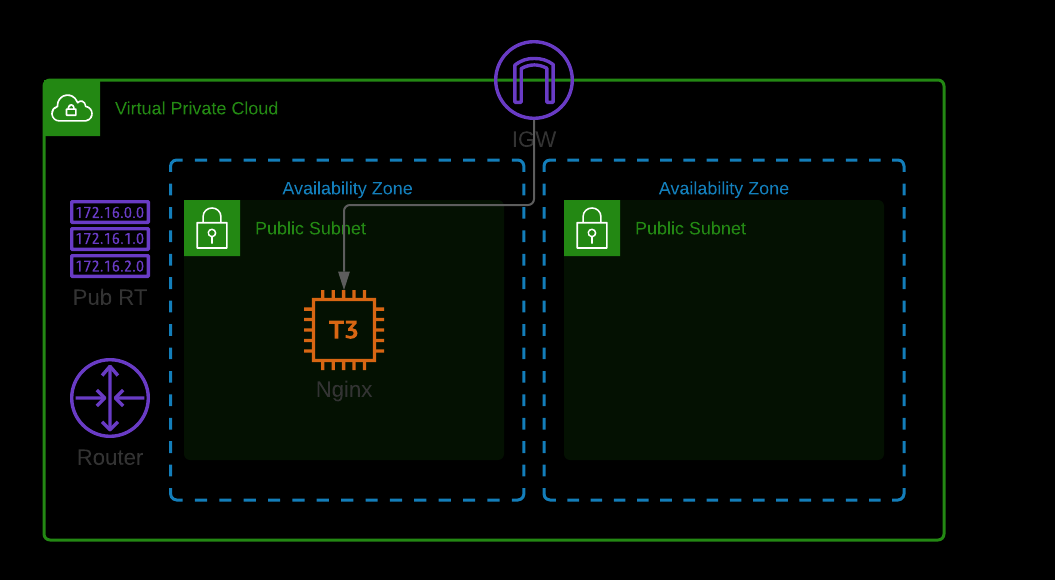 IGW
Virtual Private Cloud
Availability Zone
Availability Zone
172.16.0.0
172.16.1.0
172.16.2.0
Pub RT
Public Subnet
Public Subnet
T3
Nginx
Router